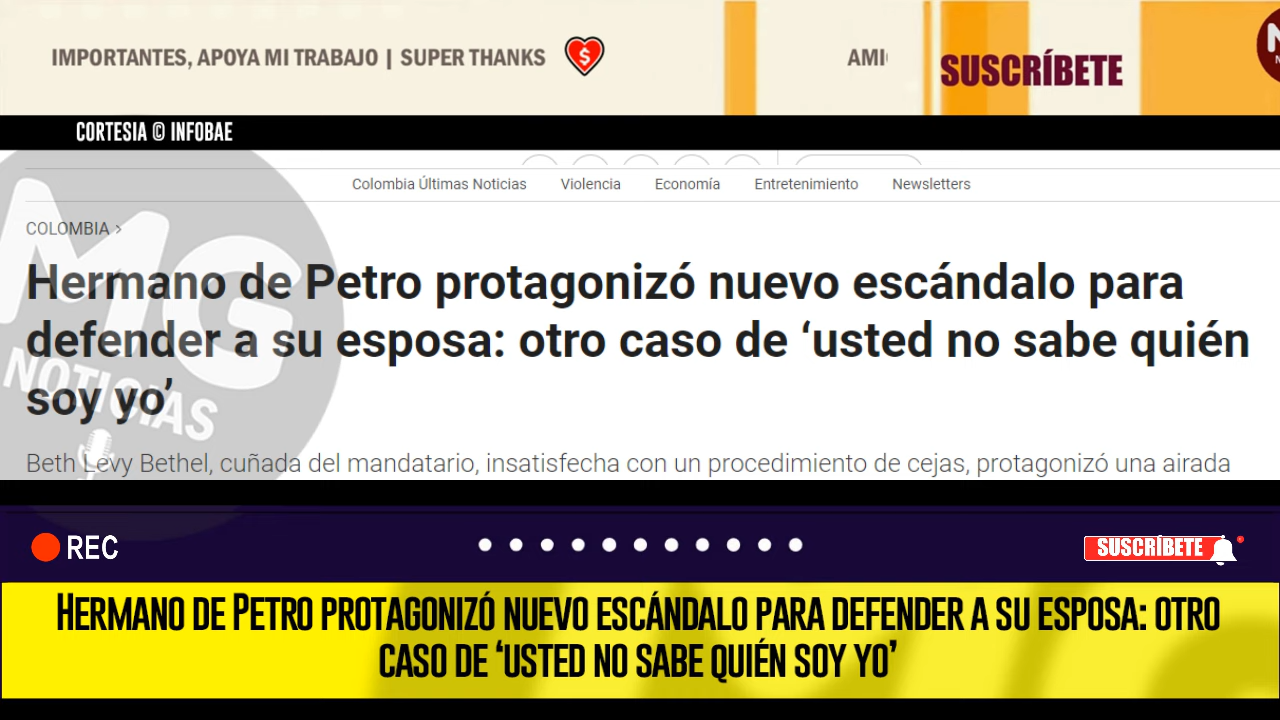 IMPORTANTES, APOYA MI TRABAJO | SUPER THANKS
$
AMI
SUSCRÍBETE
CORTESIA © INFOBAE
Colombia Últimas Noticias Violencia Economía Entretenimiento Newsletters
COLOMBIA >
Hermano de Petro protagonizó nuevo escándalo para
defender a su esposa: otro caso de ‘usted no sabe quién
soy yo’
MG
NOTICIAS
Beth Levy Bethel, cuñada del mandatario, insatisfecha con un procedimiento de cejas, protagonizó una airada
REC
SUSCRÍBETE
HERMANO DE PETRO PROTAGONIZÓ NUEVO ESCÁNDALO PARA DEFENDER A SU ESPOSA: OTRO
CASO DE ‘USTED NO SABE QUIÉN SOY YO’